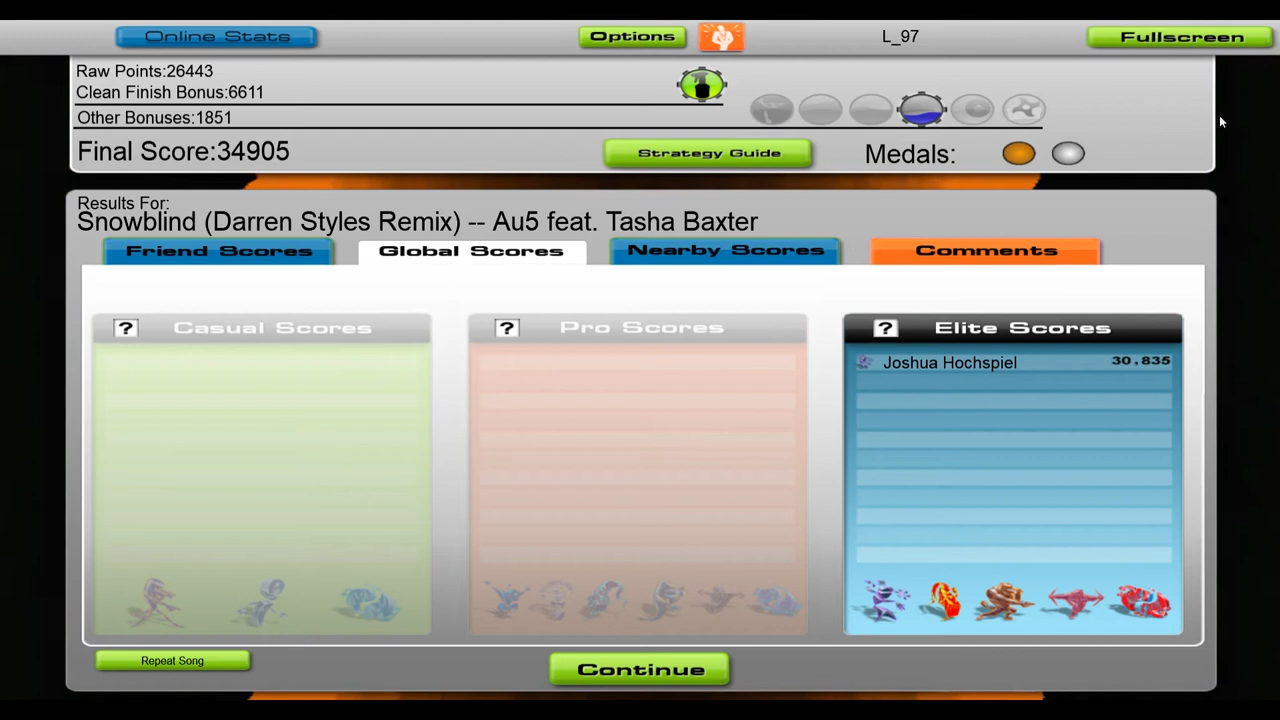 Online Stats
Options
L_97
Fullscreen
Raw Points:26443
Clean Finish Bonus:6611
Other Bonuses:1851
Final Score:34905
Strategy Guide
Medals:
Results For:
Snowblind (Darren Styles Remix) -- Au5 feat. Tasha Baxter
Friend Scores
Global Scores
Nearby Scores
Comments
? Casual Scores
? Pro Scores
? Elite Scores
Joshua Hochspiel 30,835
Repeat Song
Continue